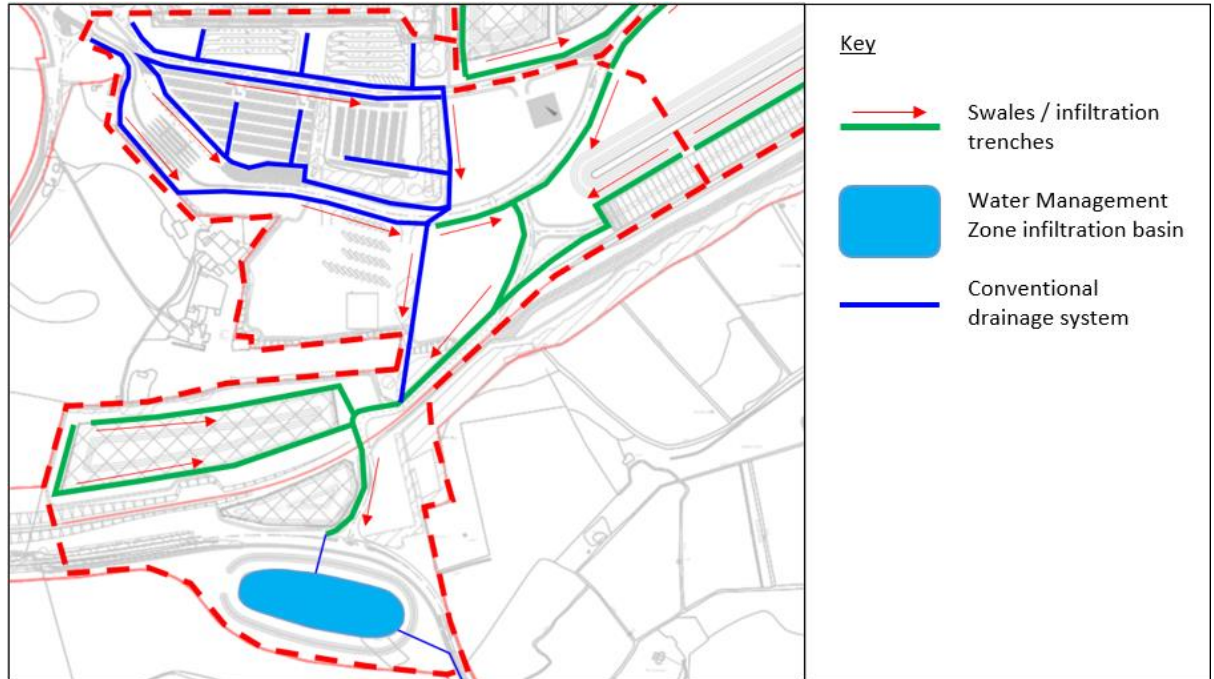 Key
Swales / infiltration
trenches
Water Management
Zone infiltration basin
Conventional
drainage system